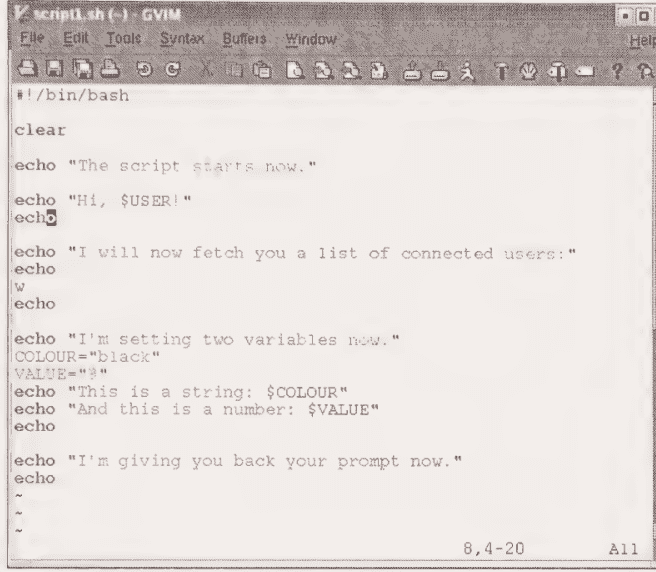 script1.sh (~) - GVIM
File Edit Tools Syntax Buffers Window Help
#!/bin/bash
clear
echo "The script starts now."
echo "Hi, $USER!"
echo
echo "I will now fetch you a list of connected users:"
echo
w
echo
echo "I'm setting two variables now."
COLOUR="black"
VALUE="9"
echo "This is a string: $COLOUR"
echo "And this is a number: $VALUE"
echo
echo "I'm giving you back your prompt now."
echo
~
~
~
8,4-20 All